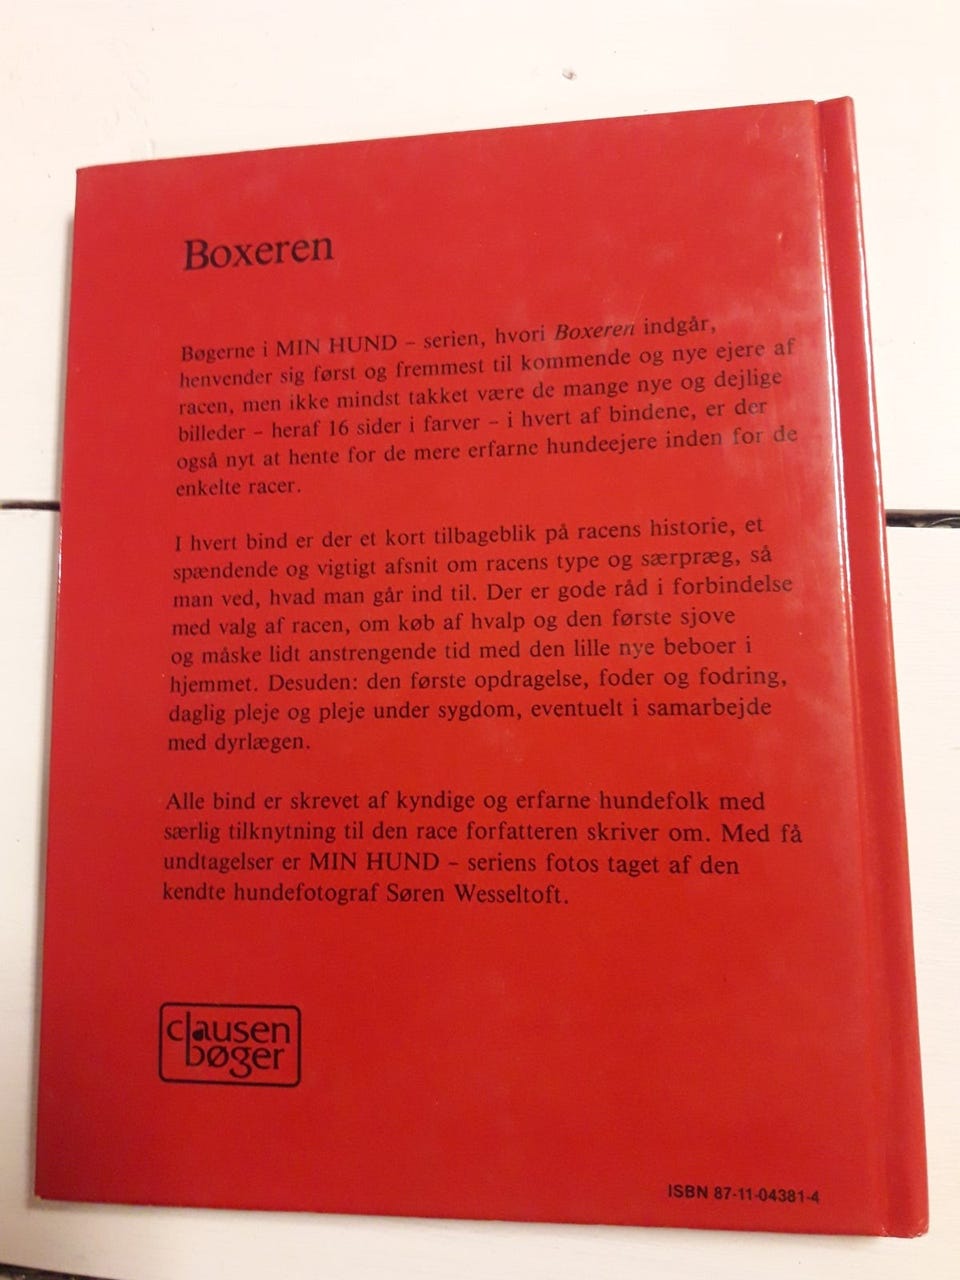 Boxeren
Bøgerne i MIN HUND – serien, hvori Boxeren indgår,
henvender sig først og fremmest til kommende og nye ejere af
racen, men ikke mindst takket være de mange nye og dejlige
billeder – heraf 16 sider i farver – i hvert af bindene, er der
også nyt at hente for de mere erfarne hundeejere inden for de
enkelte racer.
I hvert bind er der et kort tilbageblik på racens historie, et
spændende og vigtigt afsnit om racens type og særpræg, så
man ved, hvad man går ind til. Der er gode råd i forbindelse
med valg af racen, om køb af hvalp og den første sjove
og måske lidt anstrengende tid med den lille nye beboer i
hjemmet. Desuden: den første opdragelse, foder og fodring,
daglig pleje og pleje under sygdom, eventuelt i samarbejde
med dyrlægen.
Alle bind er skrevet af kyndige og erfarne hundefolk med
særlig tilknytning til den race forfatteren skriver om. Med få
undtagelser er MIN HUND – seriens fotos taget af den
kendte hundefotograf Søren Wesseltoft.
clausen
bøger
ISBN 87-11-04381-4